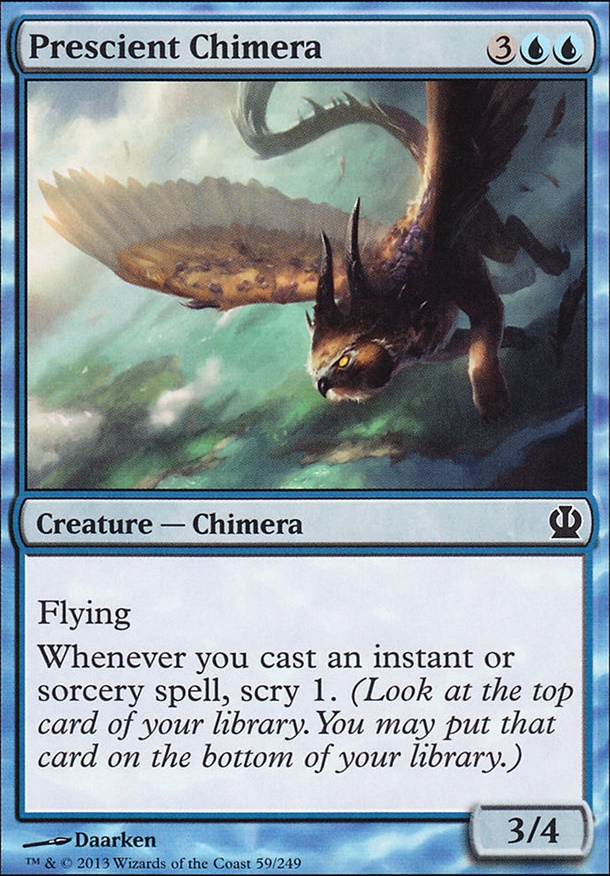 Prescient Chimera 3
Creature — Chimera
Flying
Whenever you cast an instant or
sorcery spell, scry 1. (Look at the top
card of your library. You may put that
card on the bottom of your library.)
3/4
Daarken
™ & © 2013 Wizards of the Coast 59/249